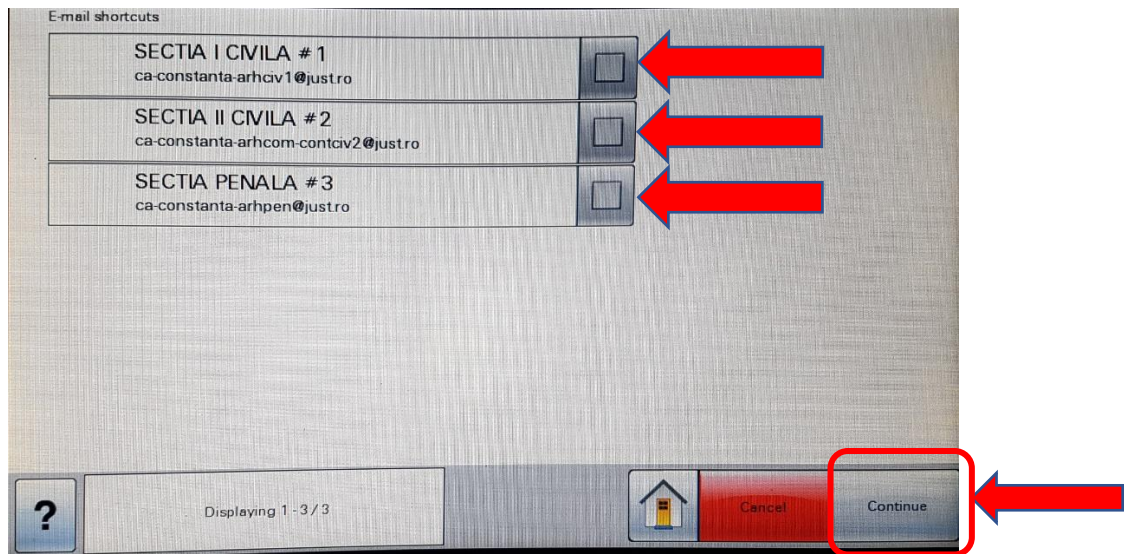 E-mail shortcuts
SECTIA I CIVILA # 1
ca-constanta-arhciv1@just.ro
SECTIA II CIVILA #2
ca-constanta-arhcom-contciv2@just.ro
SECTIA PENALA #3
ca-constanta-arhpen@just.ro
?
Displaying 1 - 3 / 3
Cancel
Continue